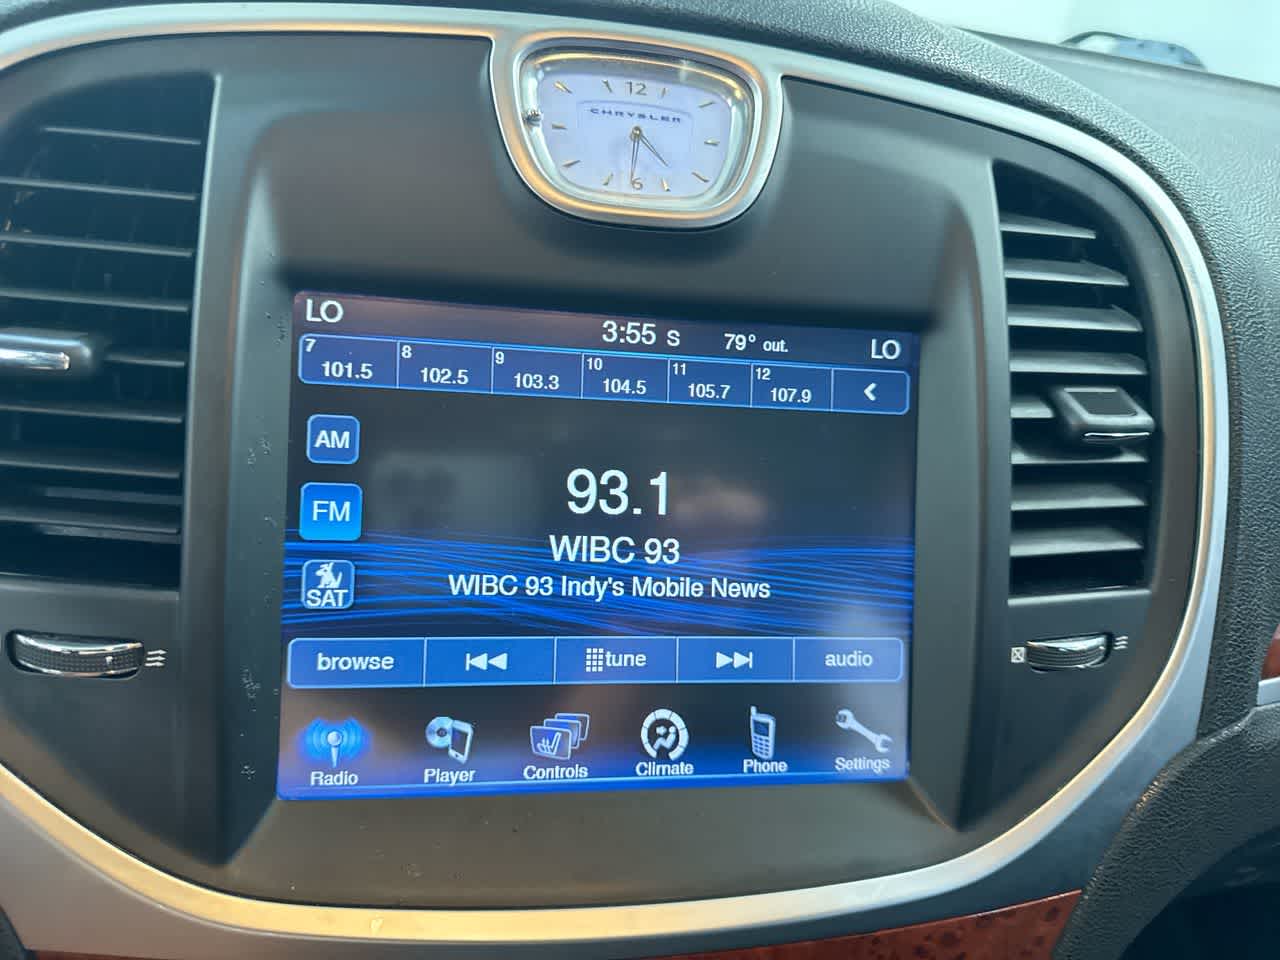 12
CHRYSLER
6
LO
3:55 S
79° out.
LO
7 101.5
8 102.5
9 103.3
10 104.5
11 105.7
12 107.9
AM
FM
SAT
93.1
WIBC 93
WIBC 93 Indy's Mobile News
browse
tune
audio
Radio
Player
Controls
Climate
Phone
Settings